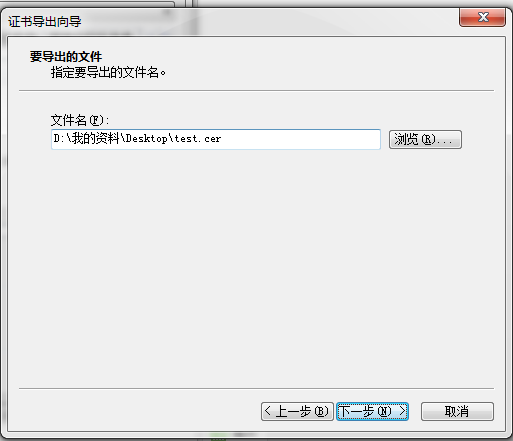 证书导出向导
要导出的文件
指定要导出的文件名。
文件名(F):
D:\我的资料\Desktop\test.cer
浏览(R)...
< 上一步(B)
下一步(N) >
取消